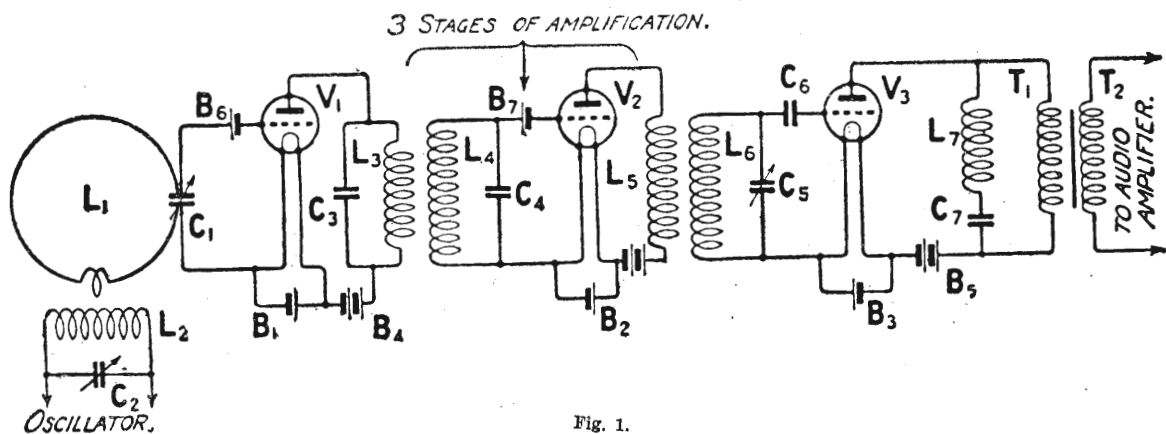 3 STAGES OF AMPLIFICATION.
B6
V1
B7
V2
C6
V3
T1
T2
L1
C1
L3
C3
L4
C4
L5
L6
C5
L7
C7
TO AUDIO
AMPLIFIER.
L2
C2
B1
B4
B2
B3
B5
OSCILLATOR.
Fig. 1.